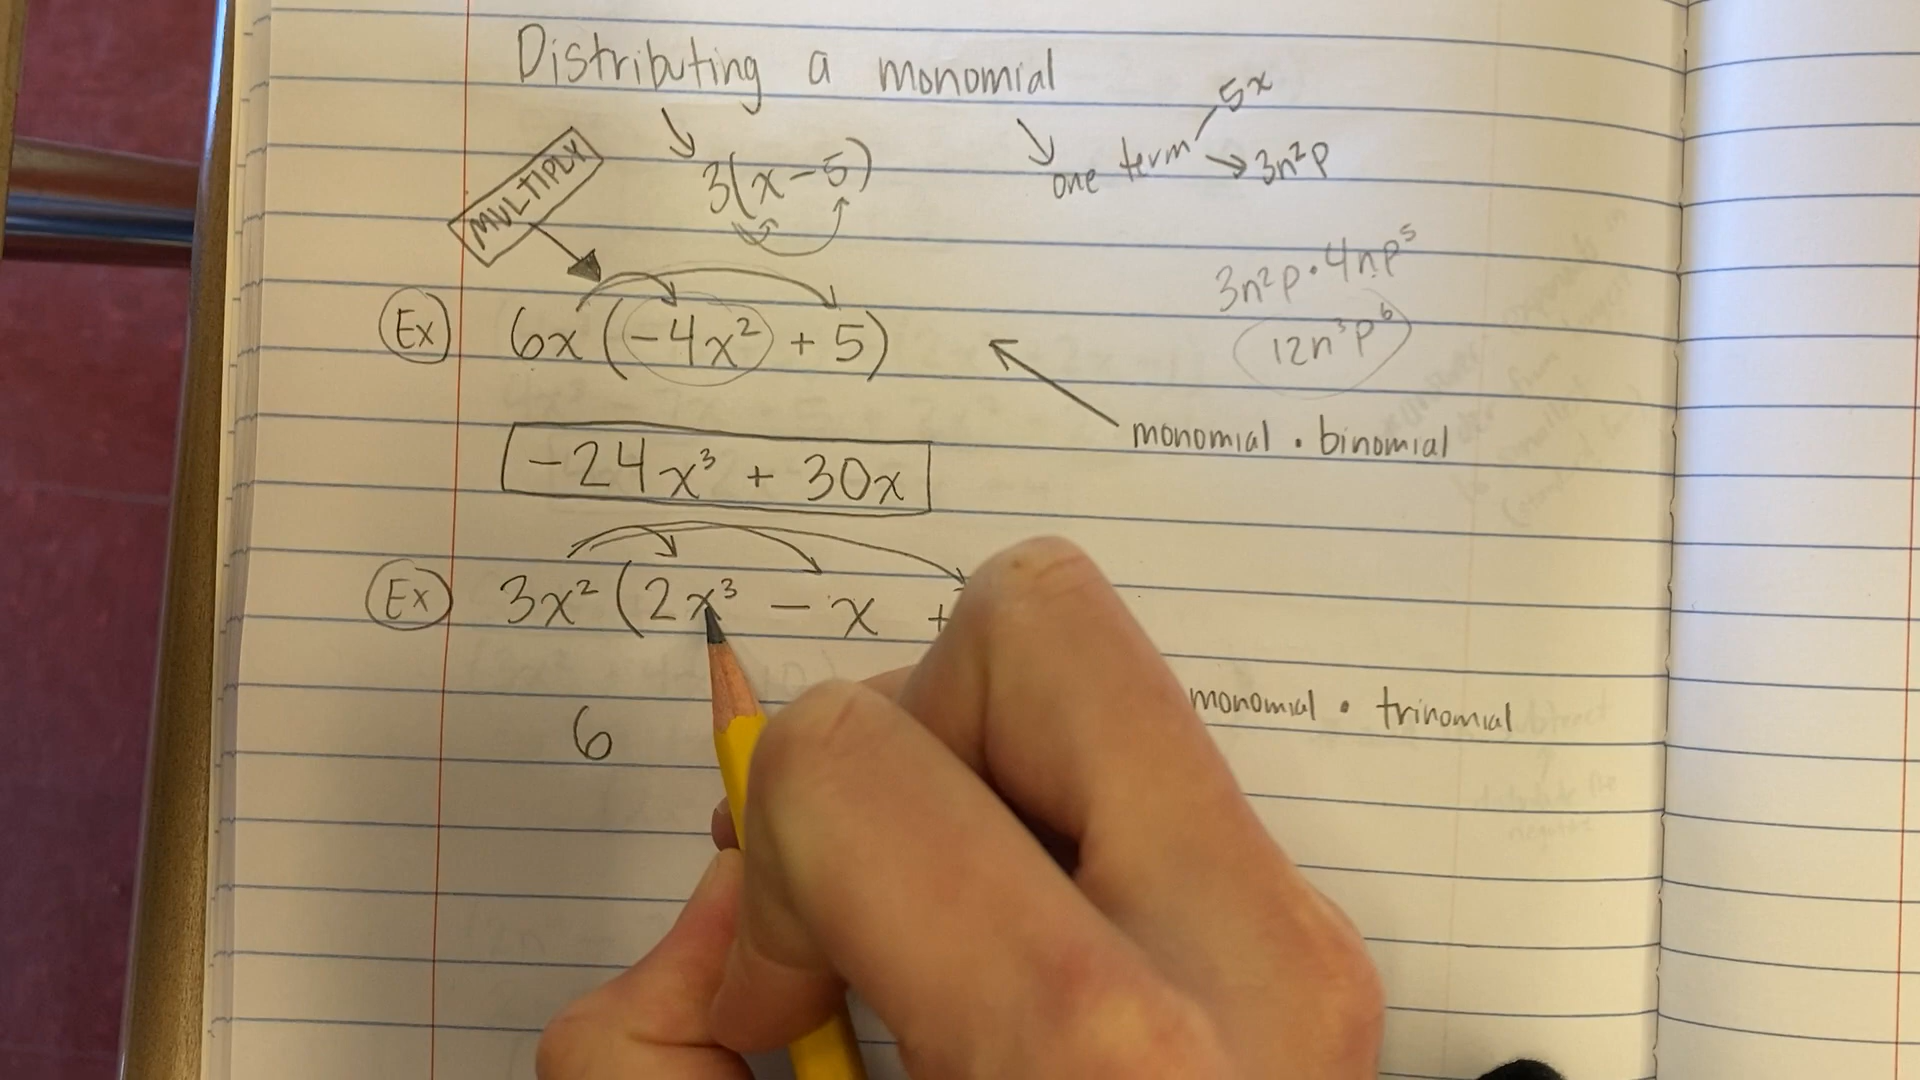 Distributing a monomial
5x
MULTIPLY 3(x-5) one term 3n²p
3n²p·4np⁵
Ex 6x(-4x² + 5) 12n³p⁶
monomial · binomial
-24x³ + 30x
Ex 3x²(2x³ - x +
monomial · trinomial
6